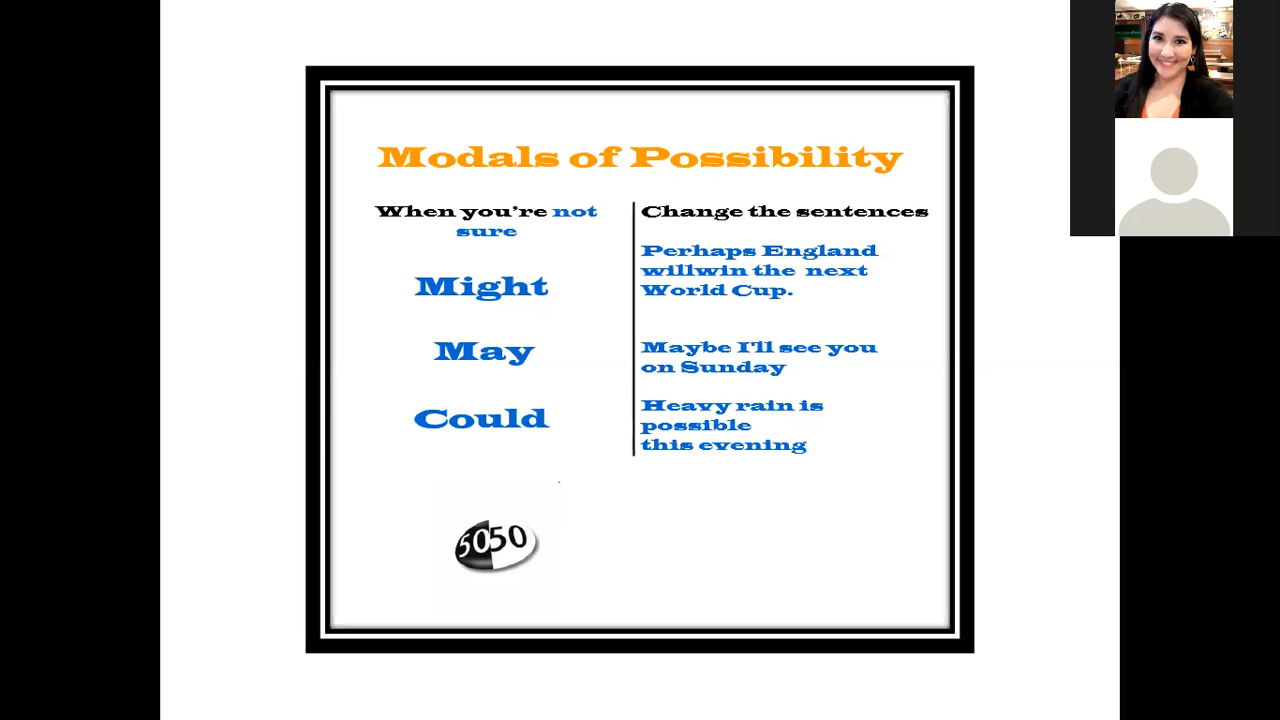 Modals of Possibility
When you're not
sure
Might
May
Could
5050
Change the sentences
Perhaps England
willwin the next
World Cup.
Maybe I'll see you
on Sunday
Heavy rain is
possible
this evening